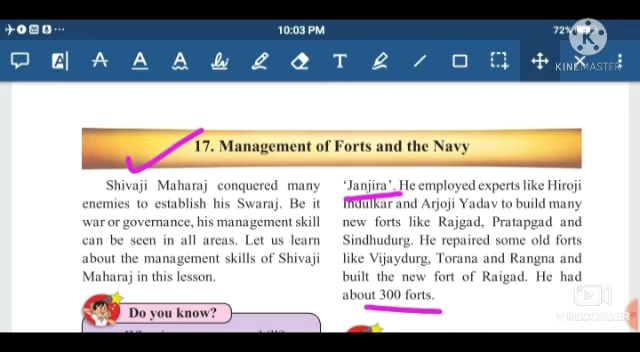 10:03 PM
72%
KINEMASTER
17. Management of Forts and the Navy
Shivaji Maharaj conquered many
enemies to establish his Swaraj. Be it
war or governance, his management skill
can be seen in all areas. Let us learn
about the management skills of Shivaji
Maharaj in this lesson.
Do you know?
‘Janjira’. He employed experts like Hiroji
Indulkar and Arjoji Yadav to build many
new forts like Rajgad, Pratapgad and
Sindhudurg. He repaired some old forts
like Vijaydurg, Torana and Rangna and
built the new fort of Raigad. He had
about 300 forts.
V RECORDER